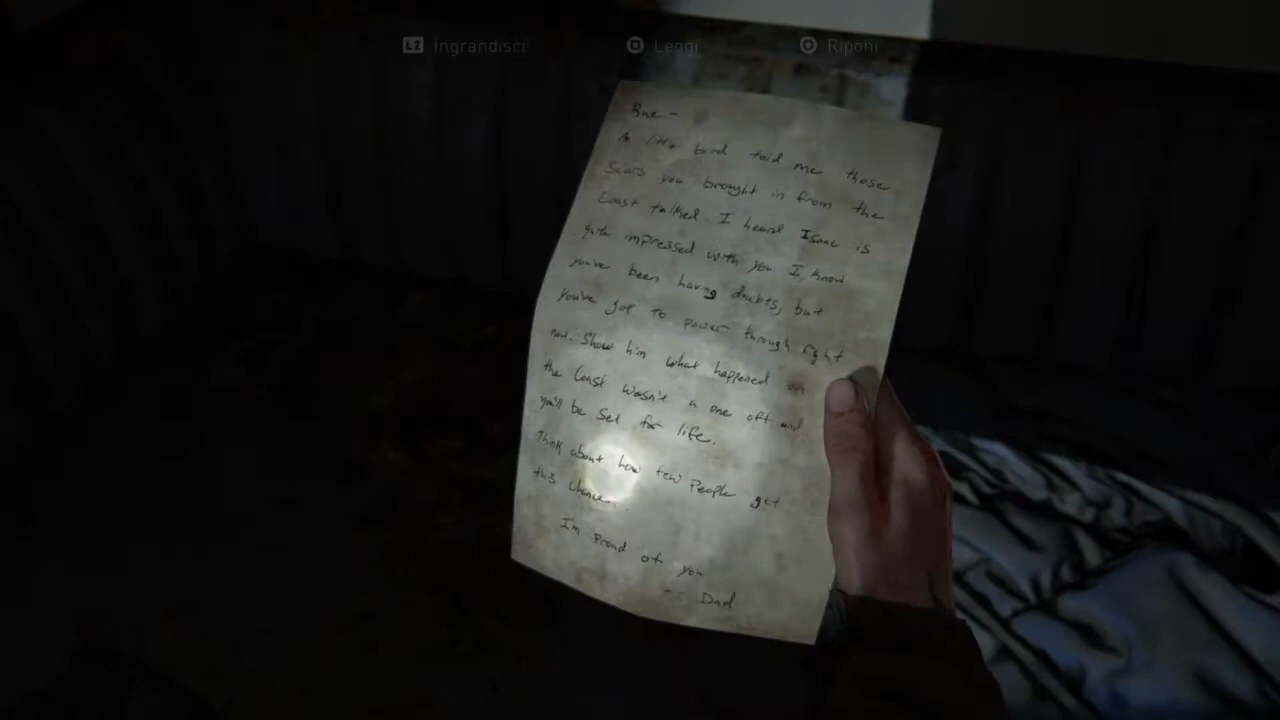 L2 Ingrandisci
Leggi
Riponi
A little bird told me those
Scars you brought in from the
Coast talked. I heard Isaac is
quite impressed with you. I know
you've been having doubts, but
you've got to power through right
now. Show him what happened on
the Coast wasn't a one off and
you'll be set for life.
Think about how few people get
this chance..
I'm proud of you
- Dad